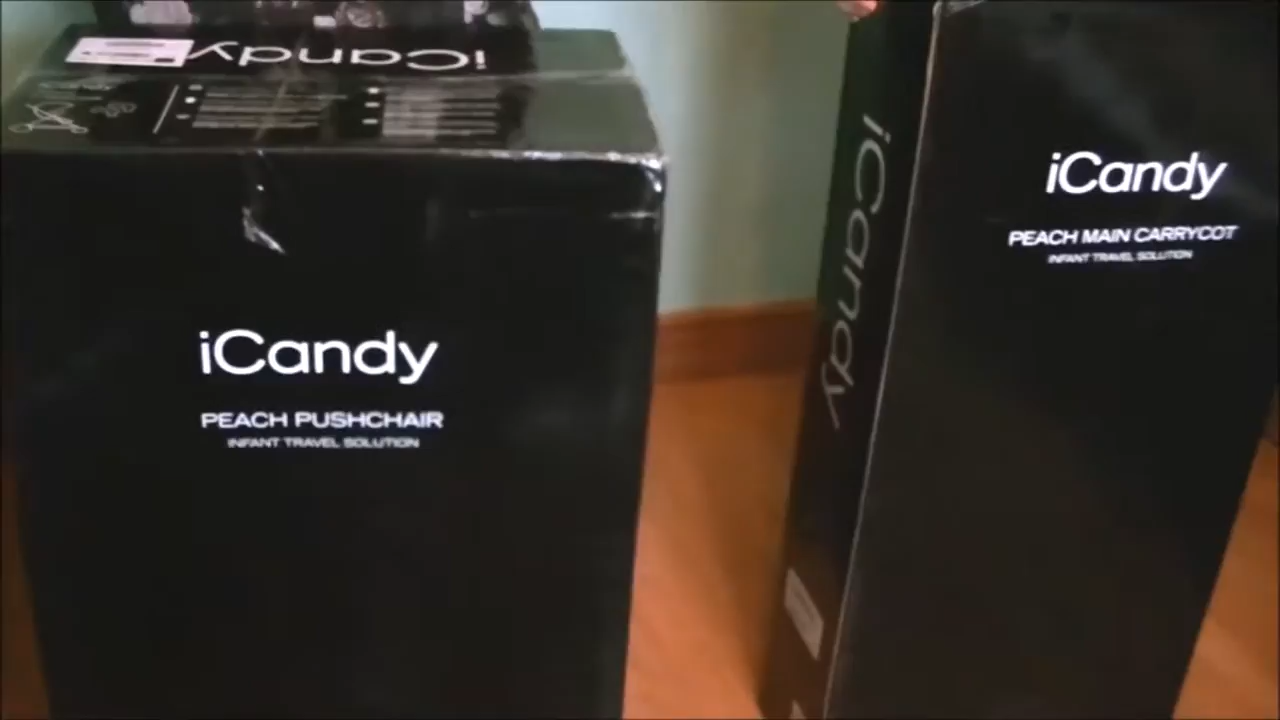 iCandy
iCandy
PEACH PUSHCHAIR
INFANT TRAVEL SOLUTION
iCandy
iCandy
PEACH MAIN CARRYCOT
INFANT TRAVEL SOLUTION